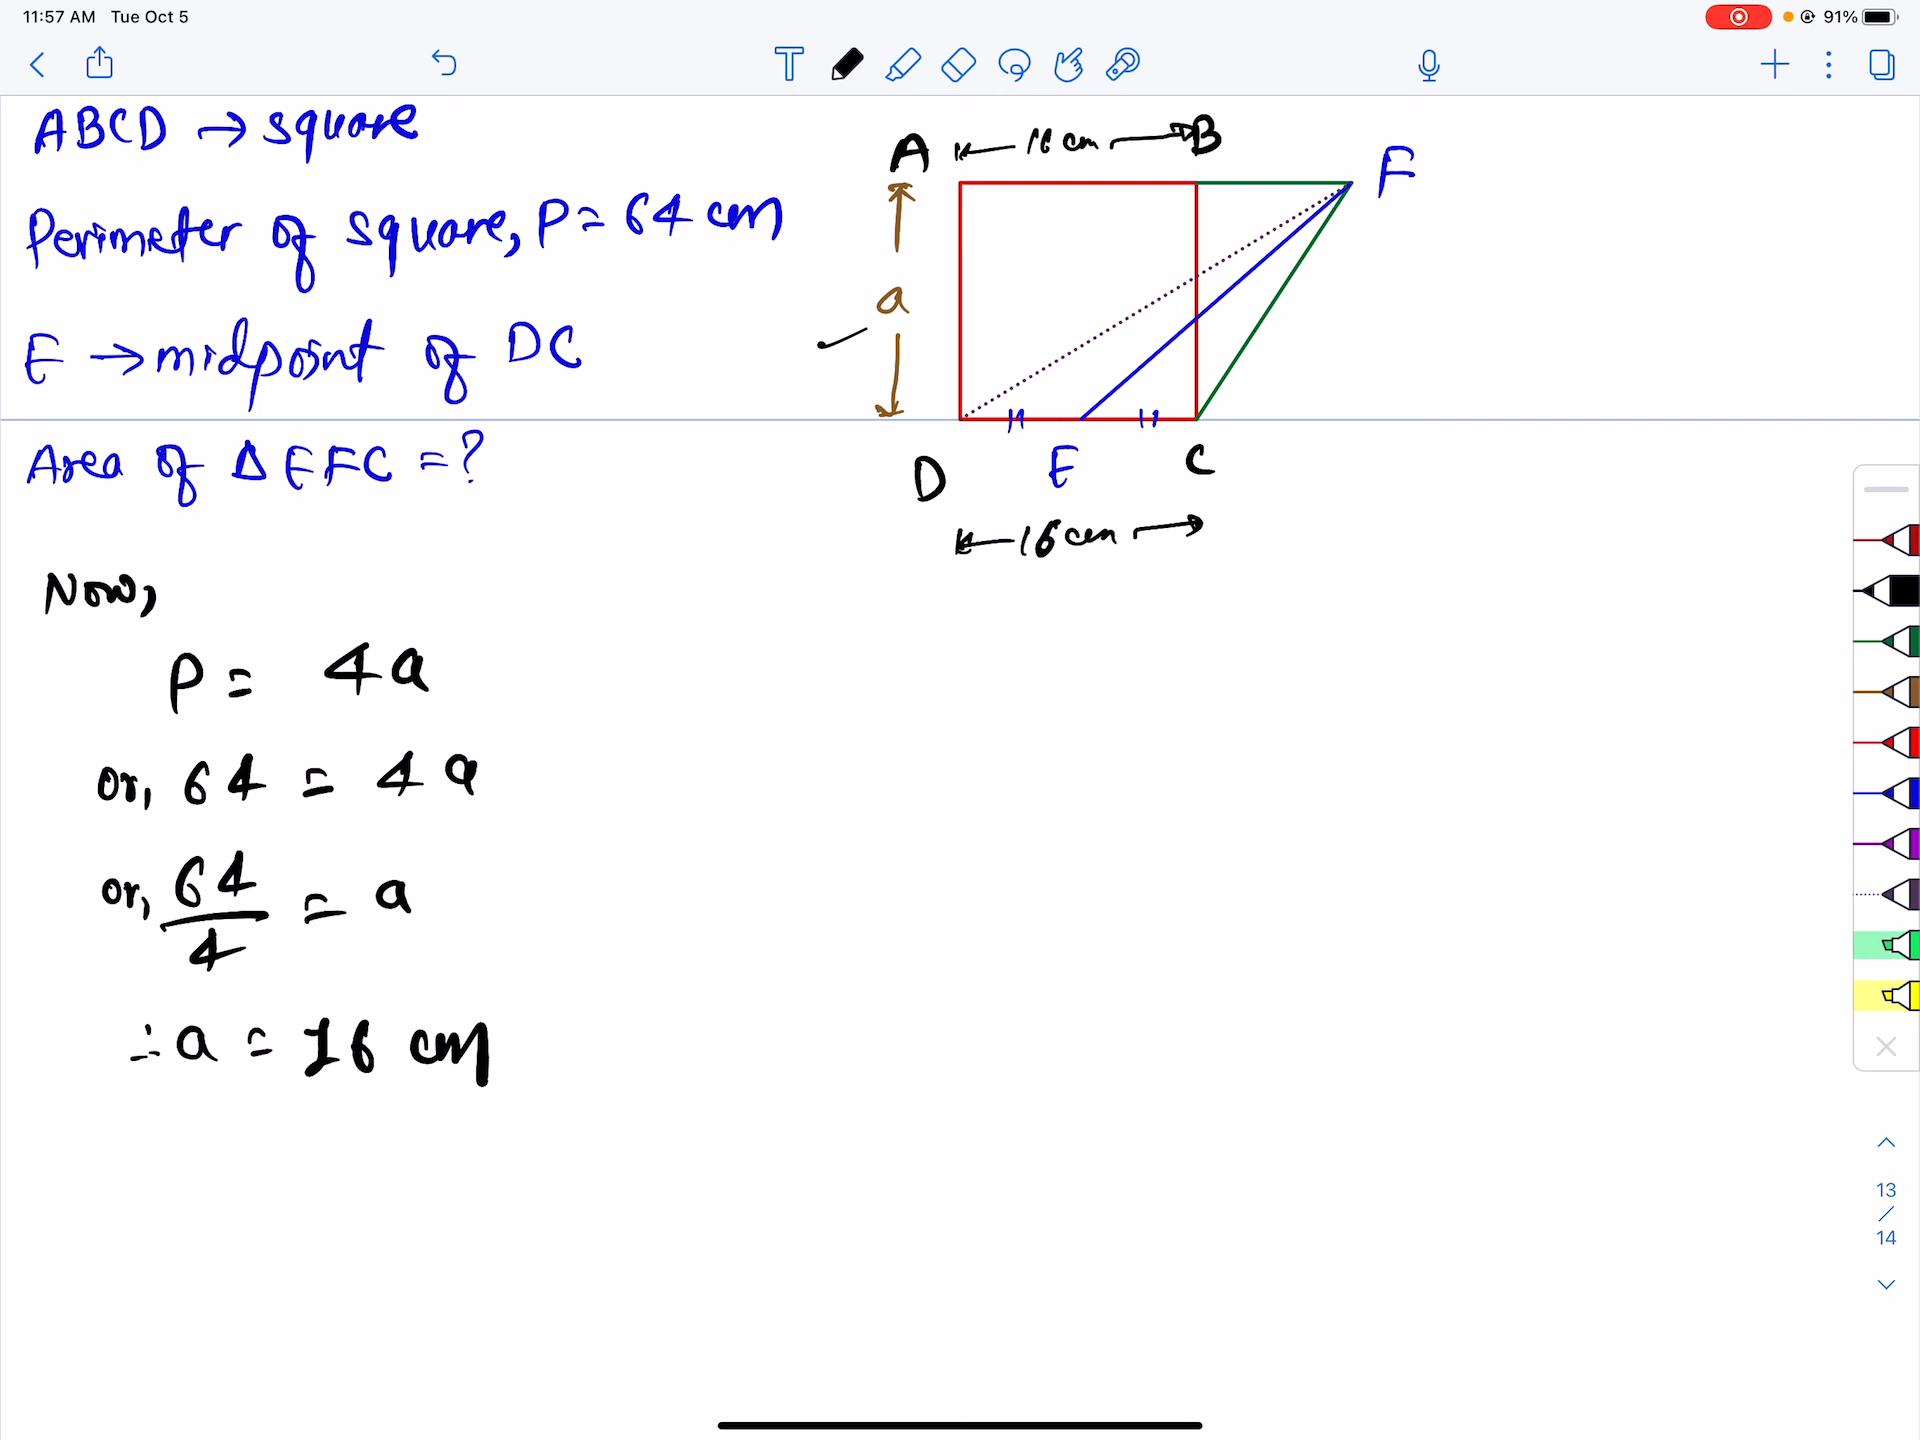 11:57 AM Tue Oct 5
91%
ABCD → square
Perimeter of square, P = 64 cm
E → midpoint of DC
Area of Δ EFC = ?
A 16 cm B
F
a
D E C
16 cm
Now,
P = 4a
or, 64 = 4a
or, 64/4 = a
∴ a = 16 cm
13
/
14